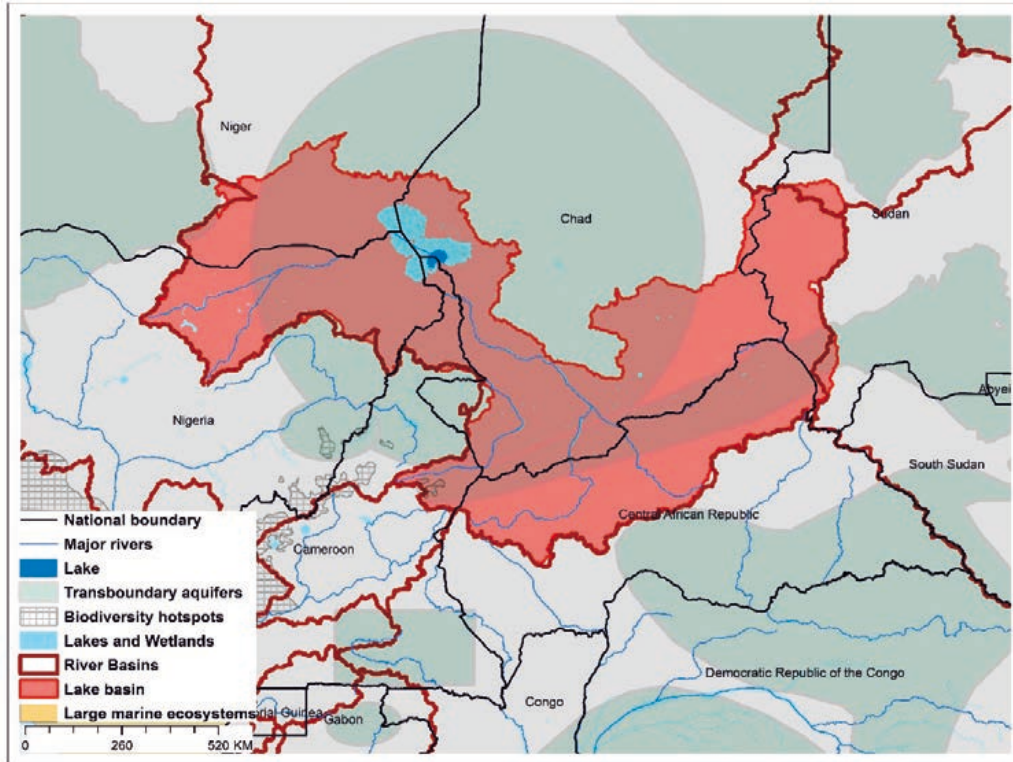 Niger
Chad
Sudan
Abyei
Nigeria
South Sudan
Central African Republic
Cameroon
Democratic Republic of the Congo
Congo
Gabon
National boundary
Major rivers
Lake
Transboundary aquifers
Biodiversity hotspots
Lakes and Wetlands
River Basins
Lake basin
Large marine ecosystems
0 260 520 KM